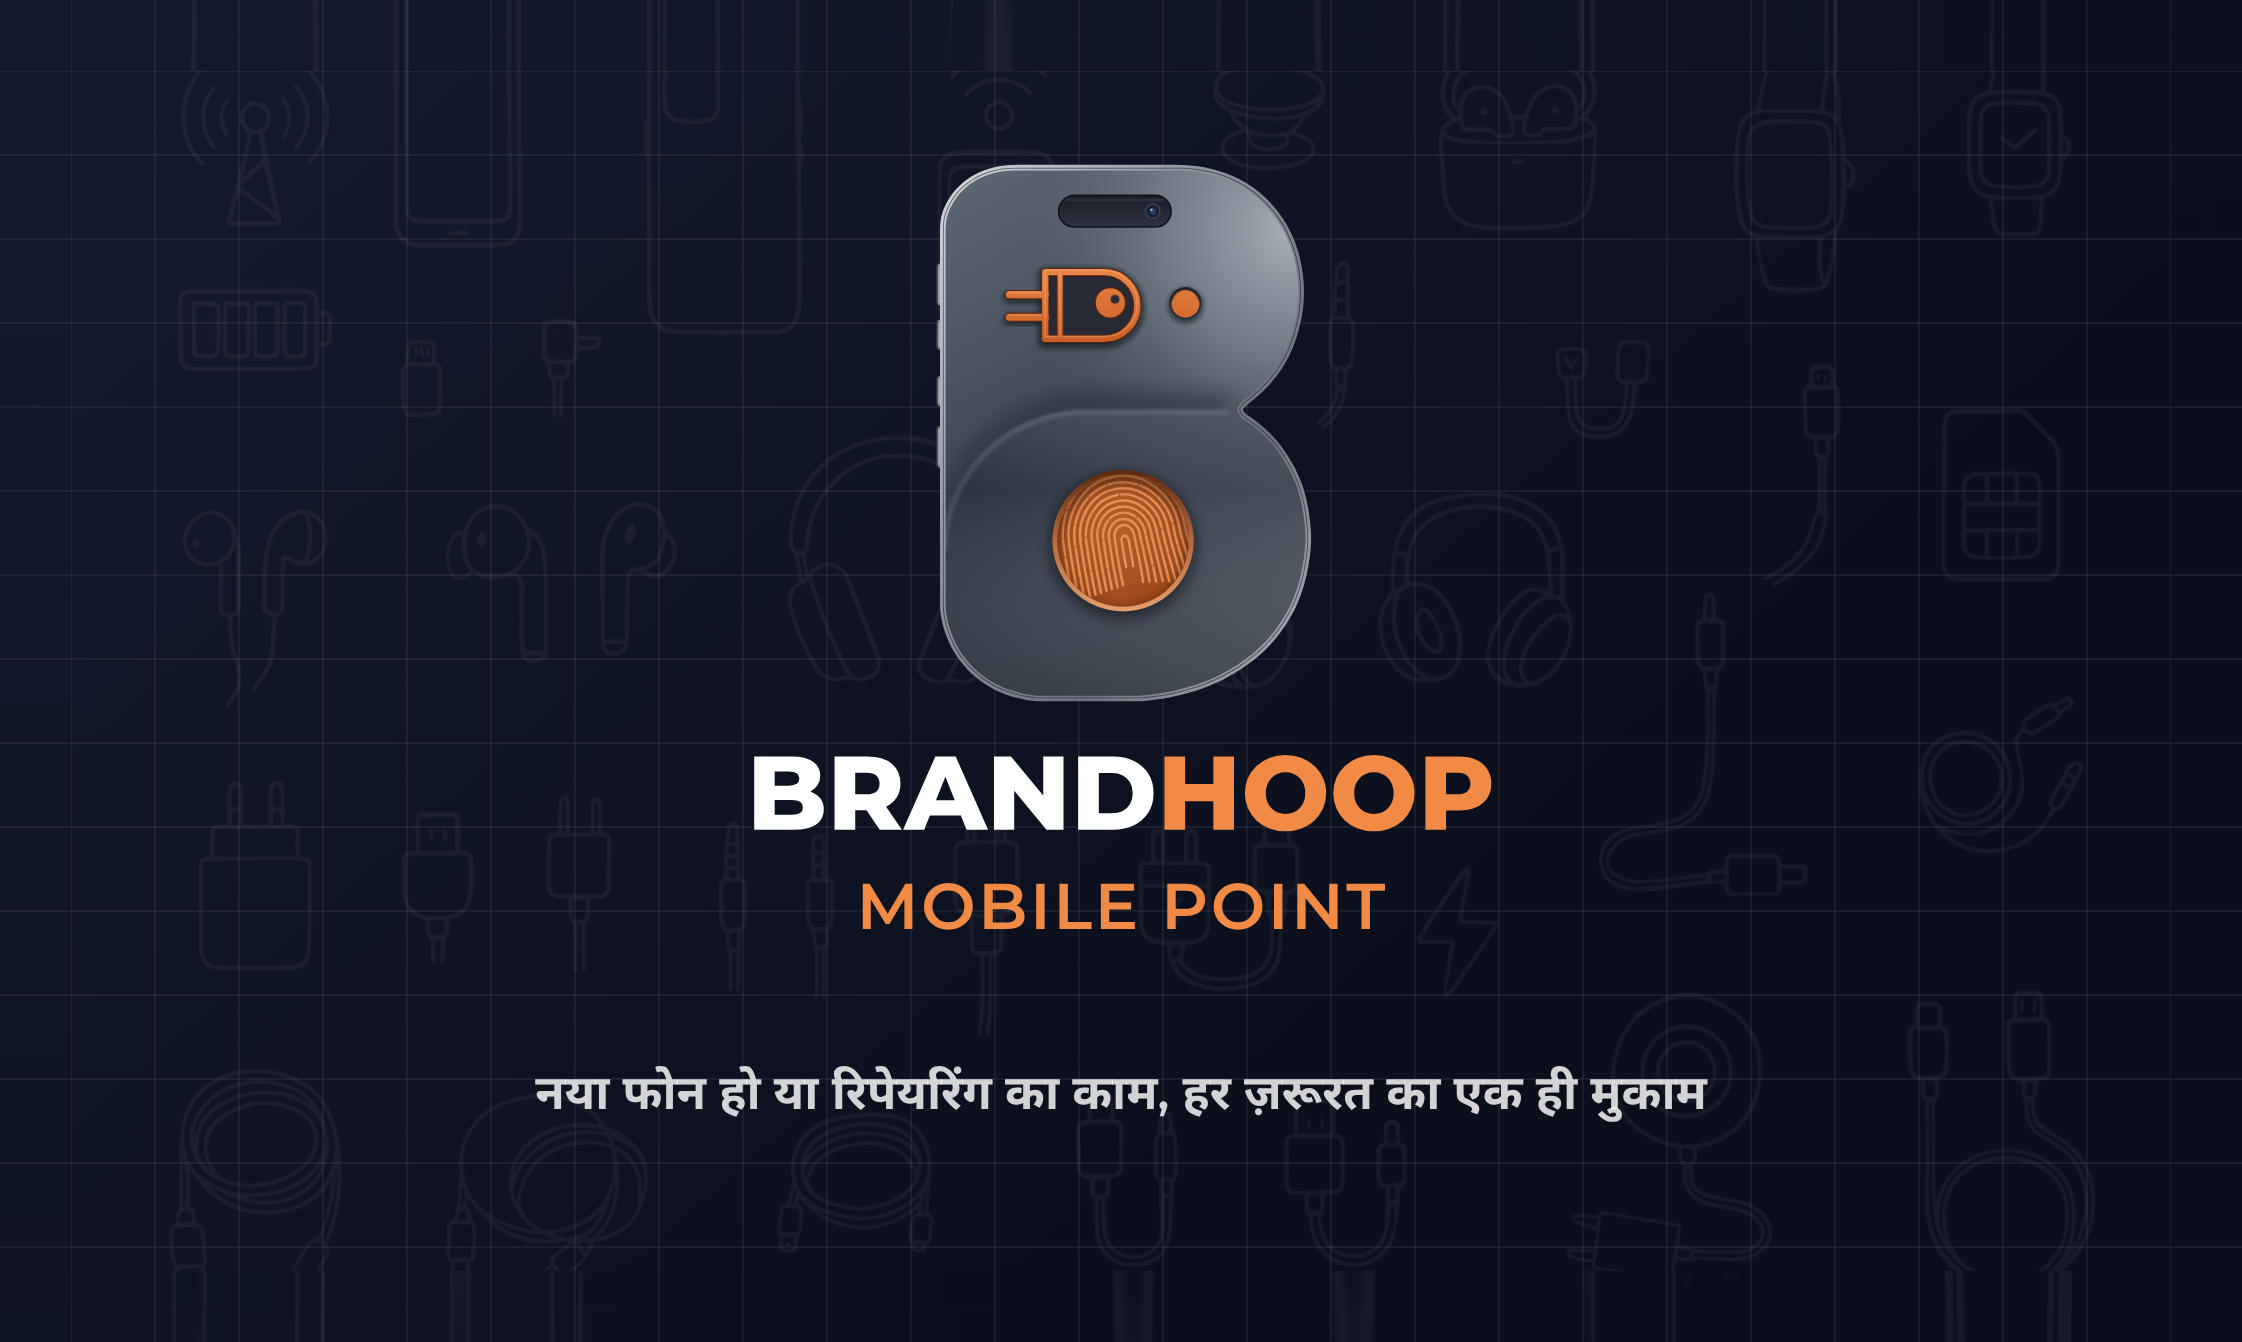 BRANDHOOP
MOBILE POINT
नया फोन हो या रिपेयरिंग का काम, हर ज़रूरत का एक ही मुकाम